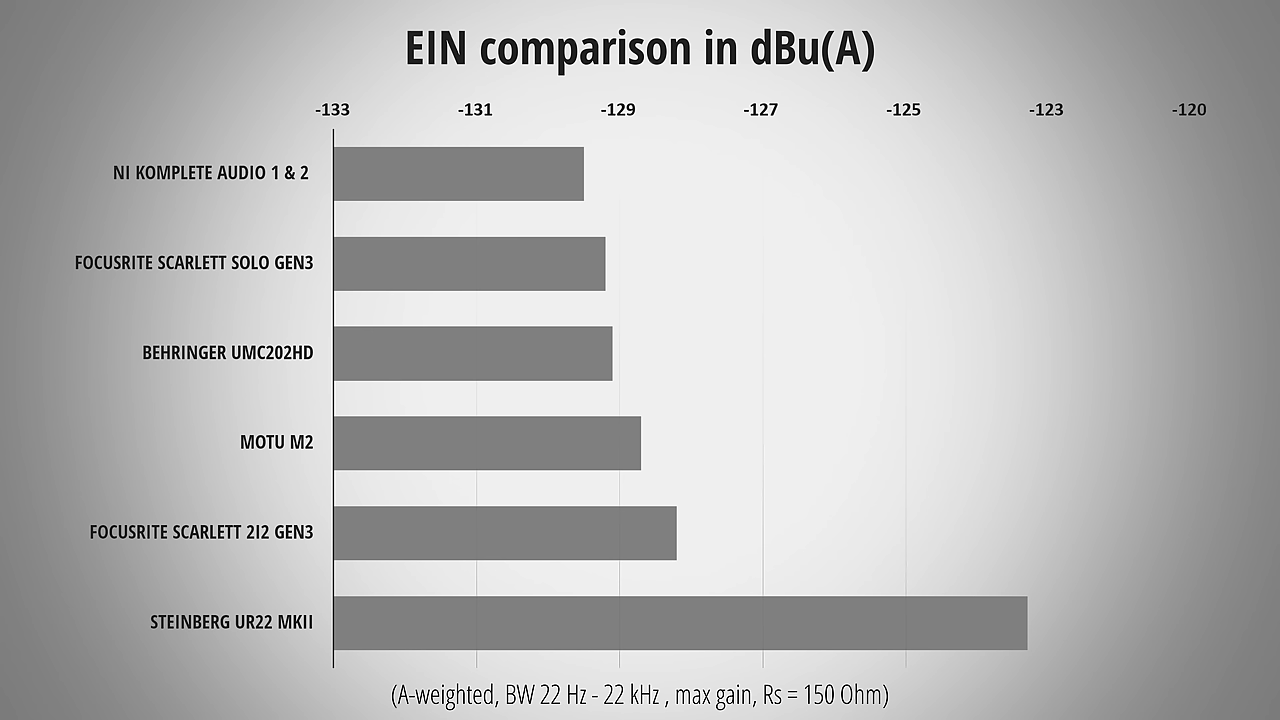 EIN comparison in dBu(A)
-133 -131 -129 -127 -125 -123 -120
NI KOMPLETE AUDIO 1 & 2
FOCUSRITE SCARLETT SOLO GEN3
BEHRINGER UMC202HD
MOTU M2
FOCUSRITE SCARLETT 2I2 GEN3
STEINBERG UR22 MKII
(A-weighted, BW 22 Hz - 22 kHz , max gain, Rs = 150 Ohm)